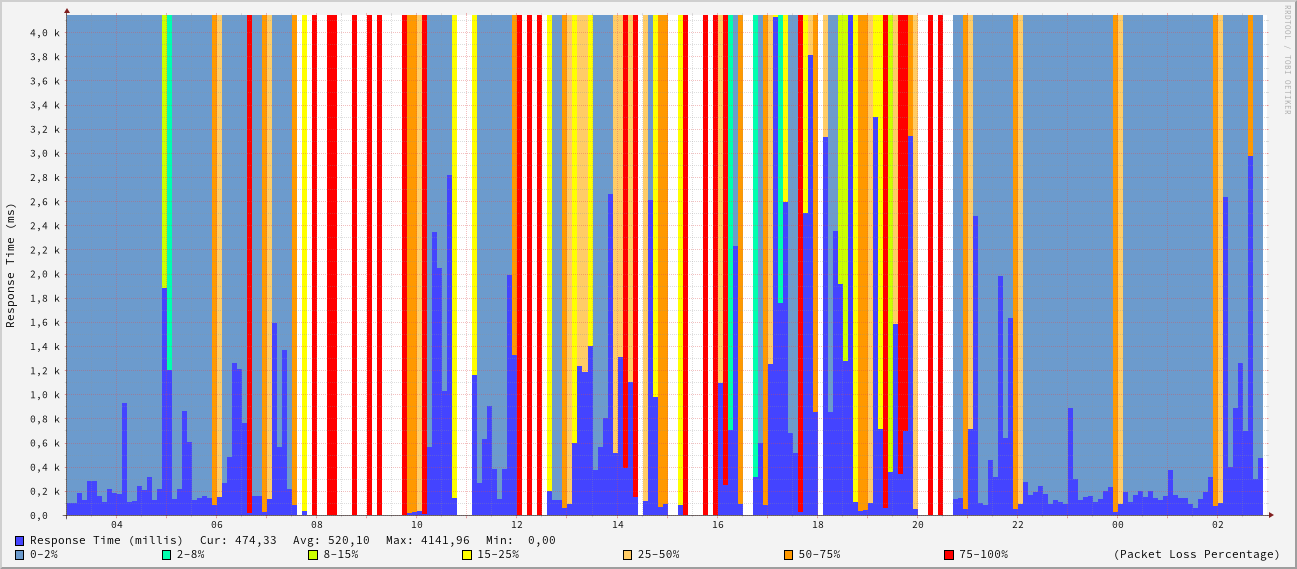 RRDTOOL / TOBI OETIKER
Response Time (ms)
4,0 k
3,8 k
3,6 k
3,4 k
3,2 k
3,0 k
2,8 k
2,6 k
2,4 k
2,2 k
2,0 k
1,8 k
1,6 k
1,4 k
1,2 k
1,0 k
0,8 k
0,6 k
0,4 k
0,2 k
0,0
04 06 08 10 12 14 16 18 20 22 00 02
Response Time (millis) Cur: 474,33 Avg: 520,10 Max: 4141,96 Min: 0,00
0-2% 2-8% 8-15% 15-25% 25-50% 50-75% 75-100% (Packet Loss Percentage)